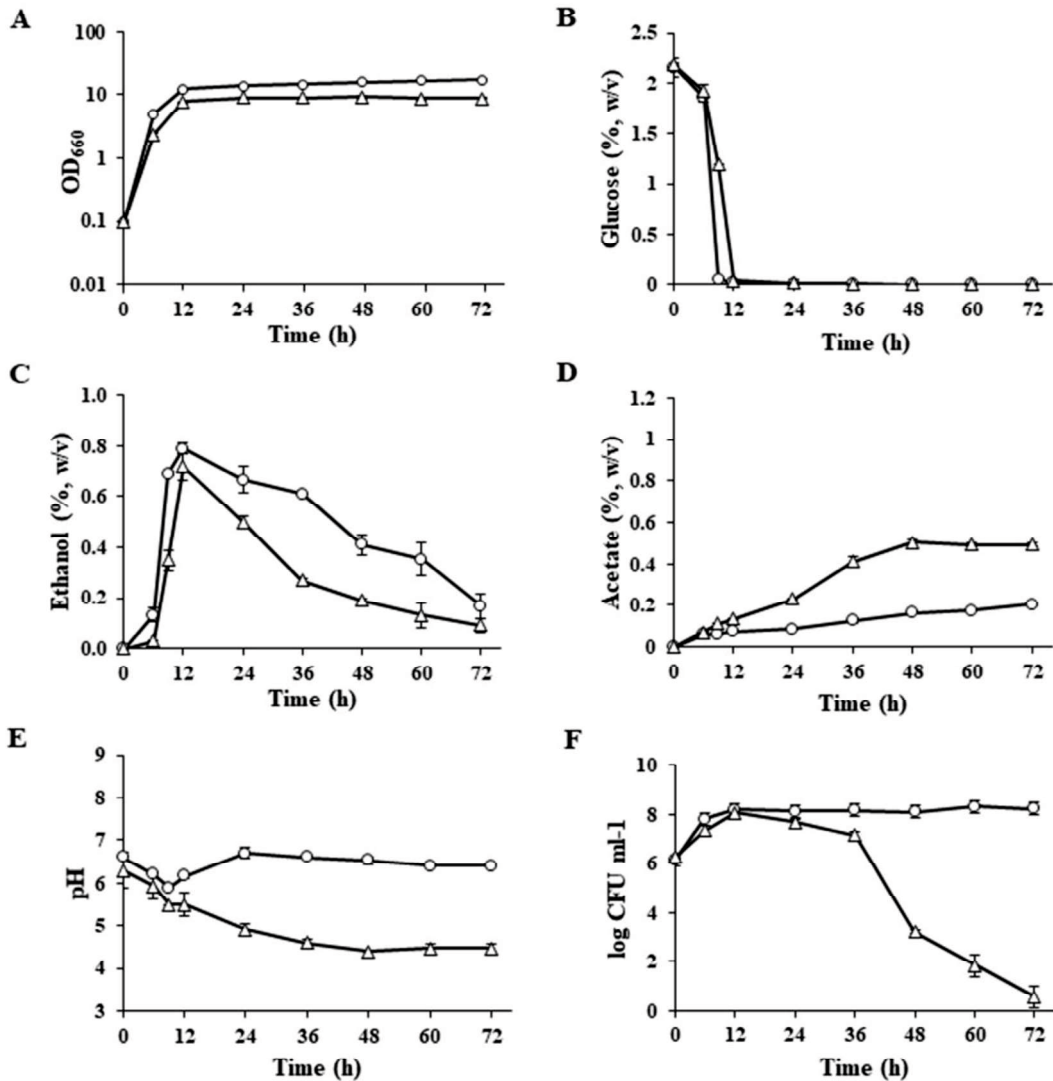 A
100
10
1
0.1
0.01
OD660
0 12 24 36 48 60 72
Time (h)
B
2.5
2
1.5
1
0.5
0
Glucose (%, w/v)
0 12 24 36 48 60 72
Time (h)
C
1.0
0.8
0.6
0.4
0.2
0.0
Ethanol (%, w/v)
0 12 24 36 48 60 72
Time (h)
D
1.2
1
0.8
0.6
0.4
0.2
0
Acetate (%, w/v)
0 12 24 36 48 60 72
Time (h)
E
9
8
7
6
5
4
3
pH
0 12 24 36 48 60 72
Time (h)
F
10
8
6
4
2
0
log CFU ml-1
0 12 24 36 48 60 72
Time (h)